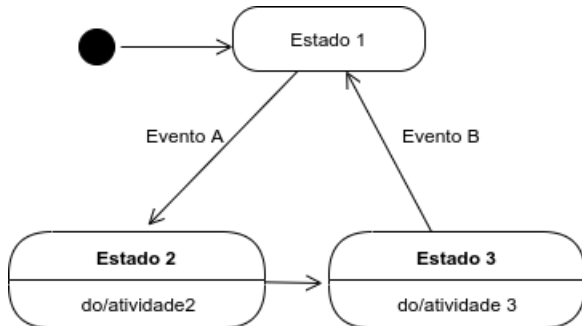 Estado 1
Evento A
Evento B
Estado 2
do/atividade2
Estado 3
do/atividade 3